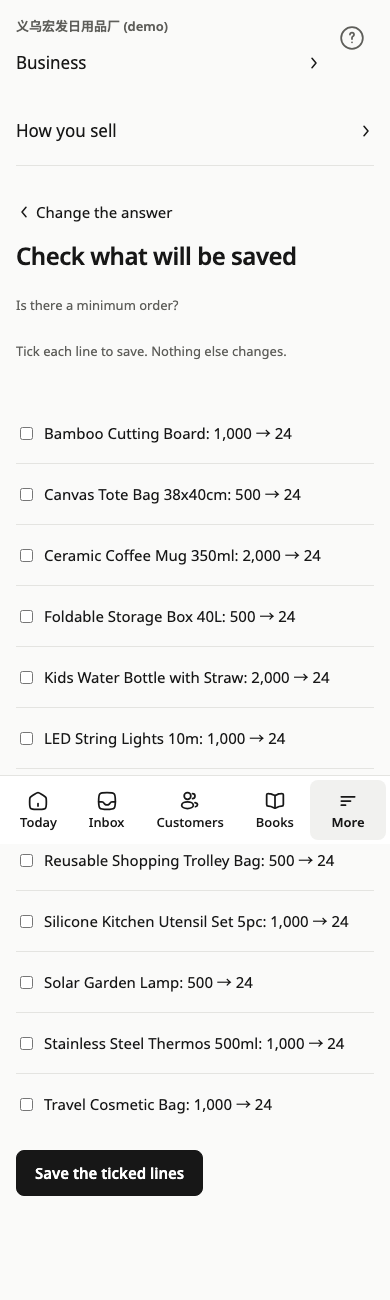 义乌宏发日用品厂 (demo)
Business
How you sell
Change the answer
Check what will be saved
Is there a minimum order?
Tick each line to save. Nothing else changes.
Bamboo Cutting Board: 1,000 → 24
Canvas Tote Bag 38x40cm: 500 → 24
Ceramic Coffee Mug 350ml: 2,000 → 24
Foldable Storage Box 40L: 500 → 24
Kids Water Bottle with Straw: 2,000 → 24
LED String Lights 10m: 1,000 → 24
Today Inbox Customers Books More
Reusable Shopping Trolley Bag: 500 → 24
Silicone Kitchen Utensil Set 5pc: 1,000 → 24
Solar Garden Lamp: 500 → 24
Stainless Steel Thermos 500ml: 1,000 → 24
Travel Cosmetic Bag: 1,000 → 24
Save the ticked lines